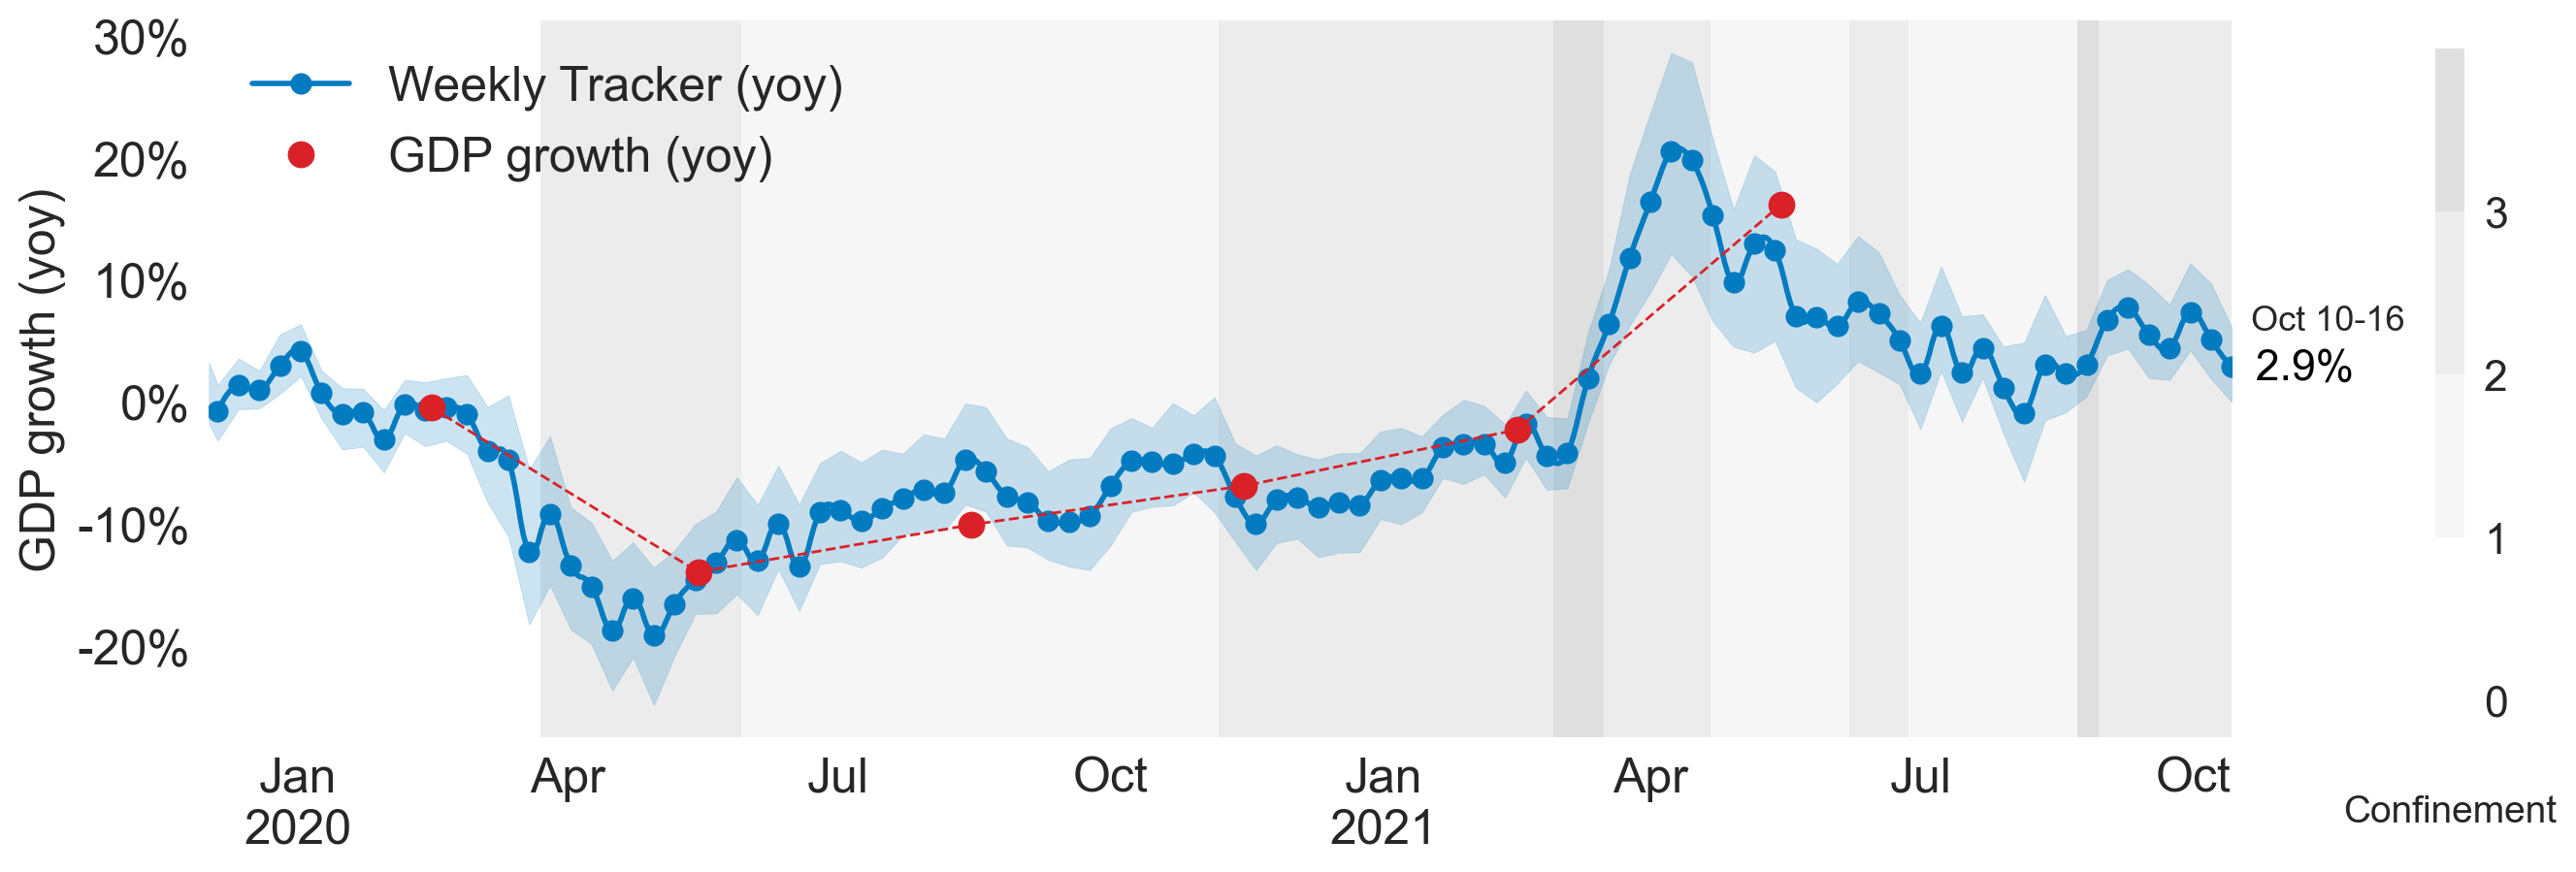 30%
20%
10%
0%
-10%
-20%
GDP growth (yoy)
Weekly Tracker (yoy)
GDP growth (yoy)
Oct 10-16
2.9%
3
2
1
0
Confinement
Jan Apr Jul Oct Jan Apr Jul Oct
2020 2021